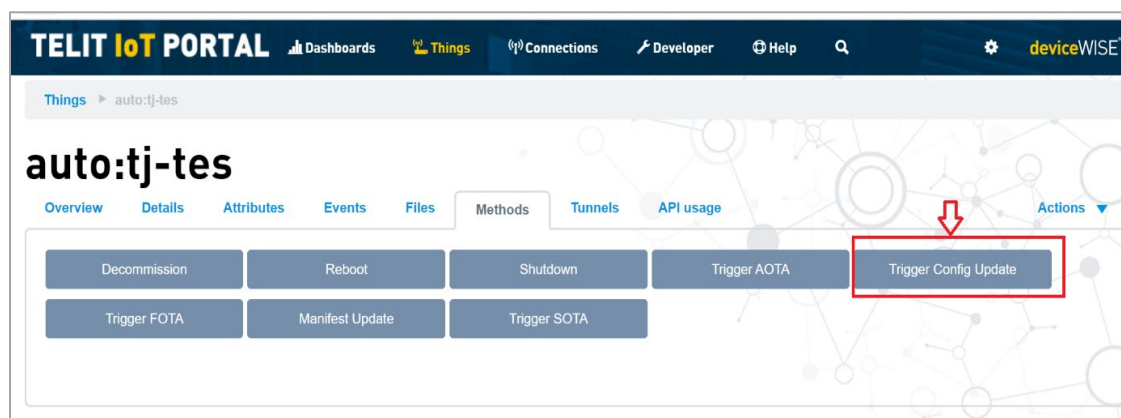 TELIT IoT PORTAL Dashboards Things Connections Developer Help deviceWISE
Things auto:tj-tes
auto:tj-tes
Overview Details Attributes Events Files Methods Tunnels API usage Actions
Decommission Reboot Shutdown Trigger AOTA Trigger Config Update
Trigger FOTA Manifest Update Trigger SOTA